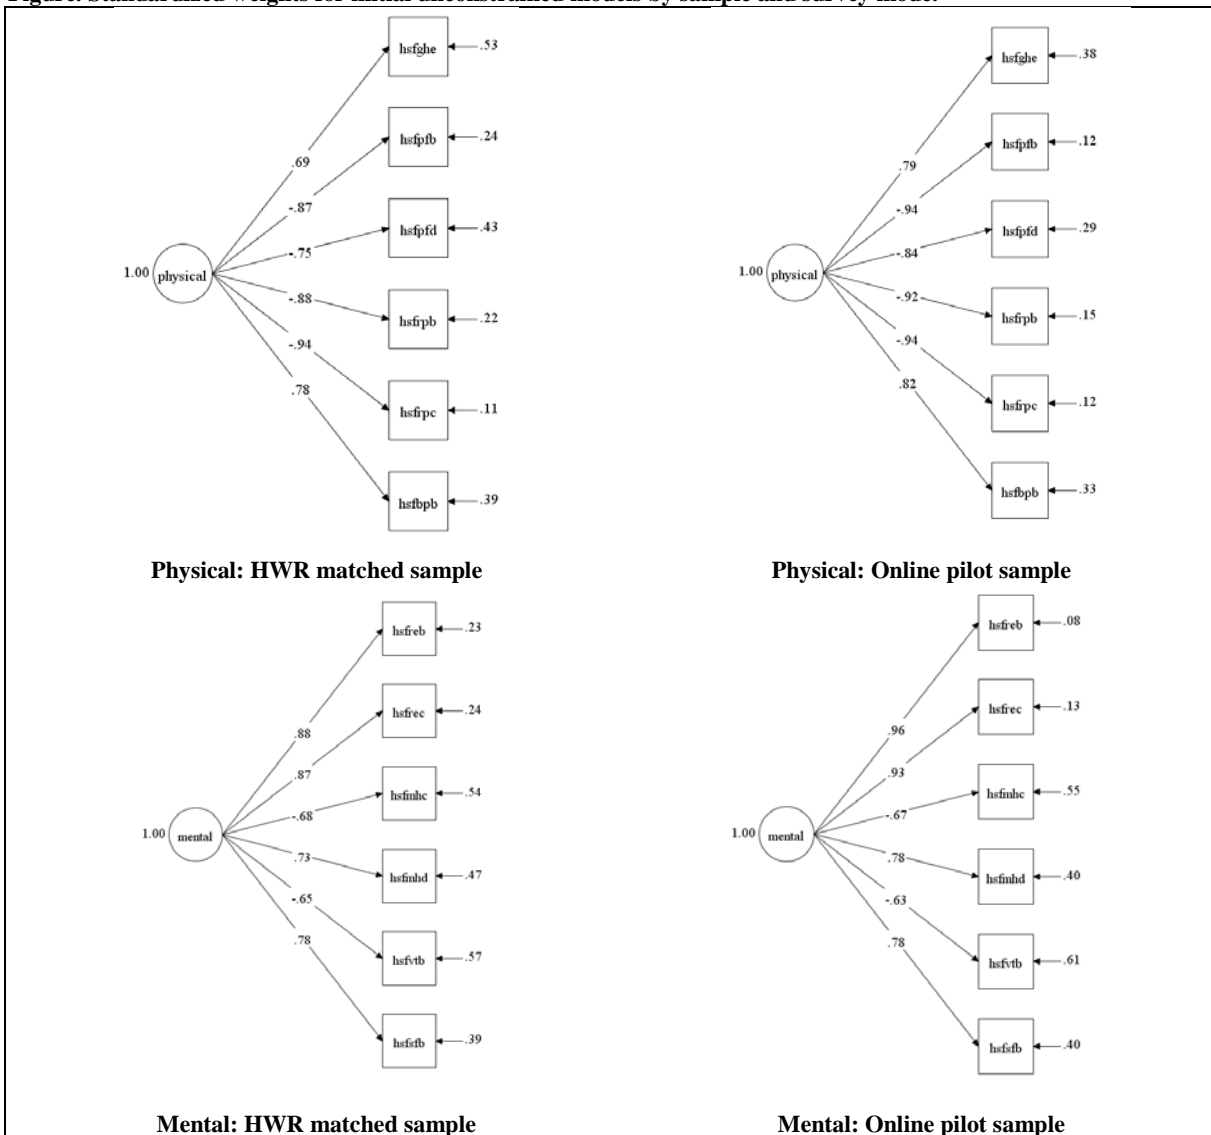 Figure. Standardified weights for initial unconstrained models by sample and survey mode.
hsfghe .53
hsfpfb .24
.69
-.87
hsfpfd .43
-.75
1.00 physical
-.88
hsfrpb .22
-.94
.78
hsfrpc .11
hsfbpb .39
Physical: HWR matched sample
hsfghe .38
hsfpfb .12
.79
-.94
hsfpfd .29
-.84
1.00 physical
-.92
hsfrpb .15
-.94
.82
hsfrpc .12
hsfbpb .33
Physical: Online pilot sample
hsfreb .23
hsfrec .24
.88
.87
hsfmhc .54
-.68
1.00 mental
.73
hsfmhd .47
-.65
.78
hsfvtb .57
hsfsfb .39
Mental: HWR matched sample
hsfreb .08
hsfrec .13
.96
.93
hsfmhc .55
-.67
1.00 mental
.78
hsfmhd .40
-.63
.78
hsfvtb .61
hsfsfb .40
Mental: Online pilot sample